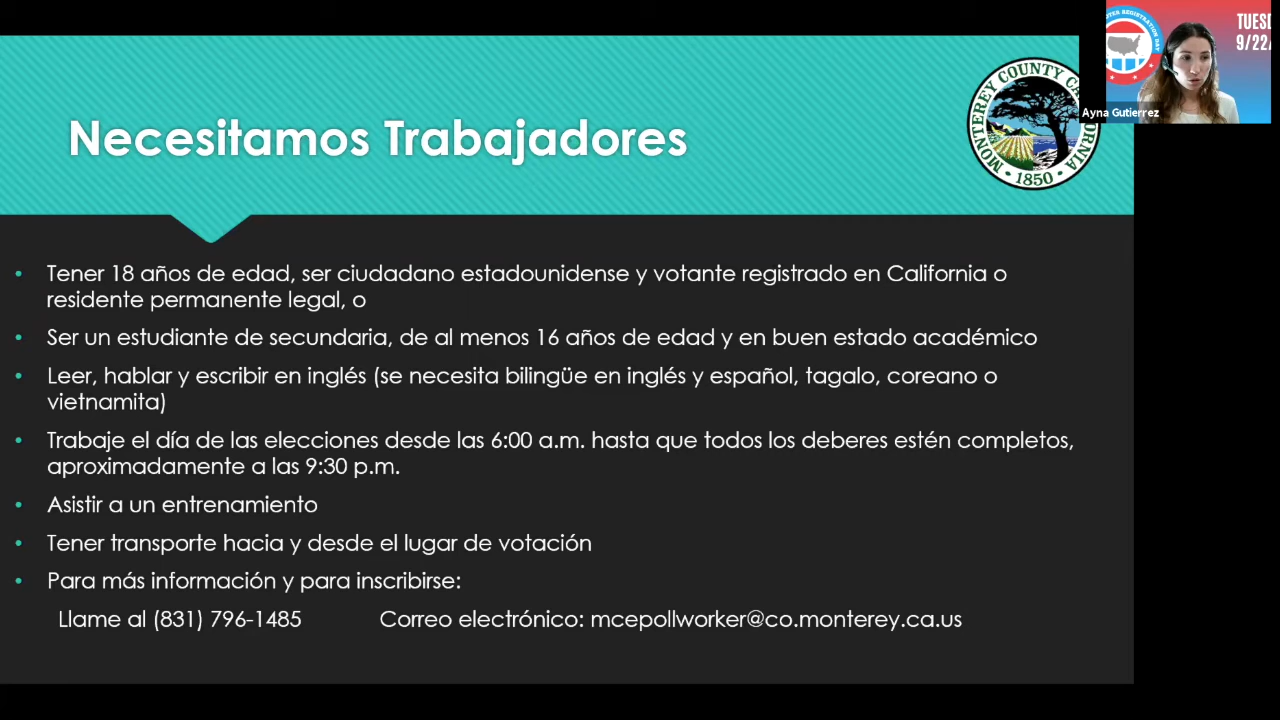 Necesitamos Trabajadores
MONTEREY COUNTY CALIFORNIA
1850
TUESD
9/22/
VOTER REGISTRATION DAY
Ayna Gutierrez
Tener 18 años de edad, ser ciudadano estadounidense y votante registrado en California o
residente permanente legal, o
Ser un estudiante de secundaria, de al menos 16 años de edad y en buen estado académico
Leer, hablar y escribir en inglés (se necesita bilingüe en inglés y español, tagalo, coreano o
vietnamita)
Trabaje el día de las elecciones desde las 6:00 a.m. hasta que todos los deberes estén completos,
aproximadamente a las 9:30 p.m.
Asistir a un entrenamiento
Tener transporte hacia y desde el lugar de votación
Para más información y para inscribirse:
Llame al (831) 796-1485 Correo electrónico: mcepollworker@co.monterey.ca.us